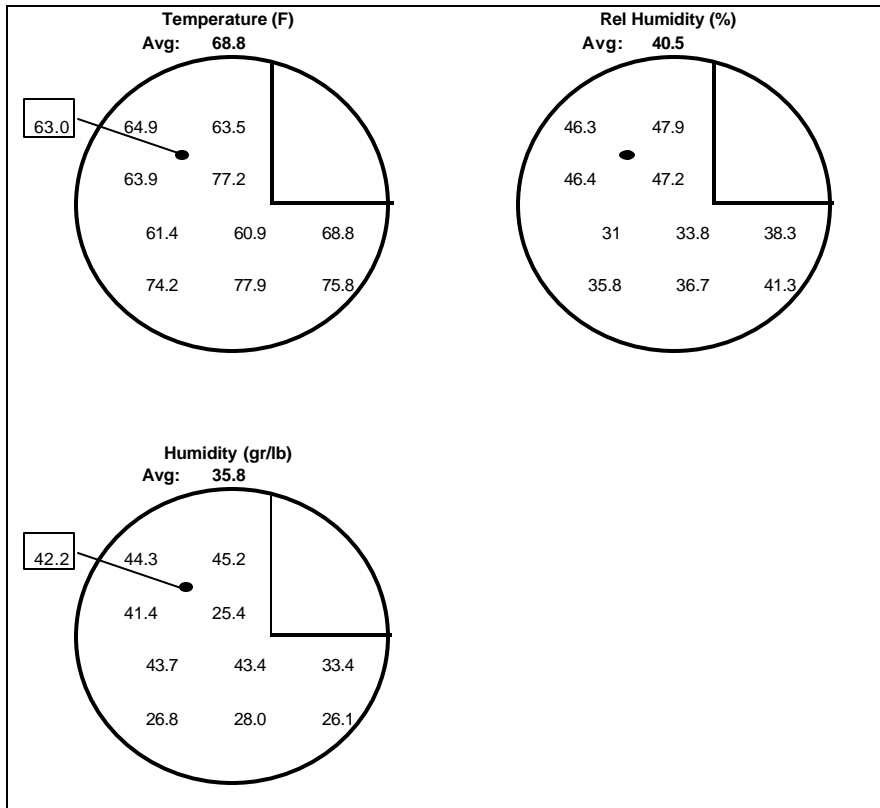 Temperature (F)
Avg: 68.8
63.0
64.9 63.5
63.9 77.2
61.4 60.9 68.8
74.2 77.9 75.8
Rel Humidity (%)
Avg: 40.5
46.3 47.9
46.4 47.2
31 33.8 38.3
35.8 36.7 41.3
Humidity (gr/lb)
Avg: 35.8
42.2
44.3 45.2
41.4 25.4
43.7 43.4 33.4
26.8 28.0 26.1